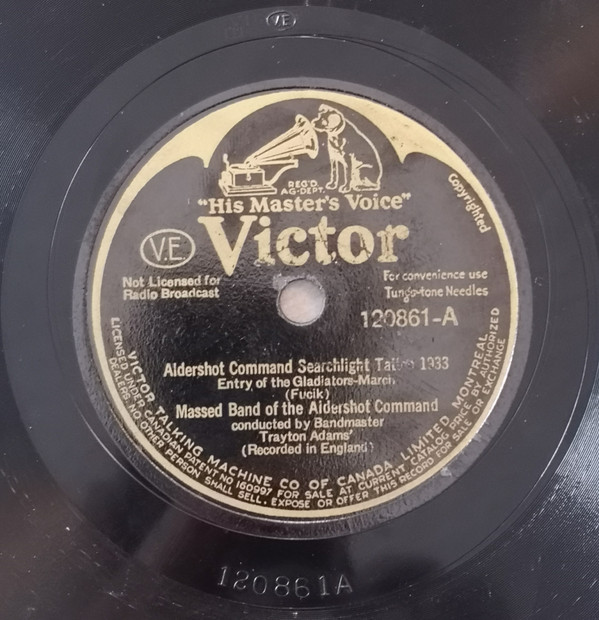 VE
REG'D
AG-DEPT.
"His Master's Voice"
Copyrighted
V.E.
Victor
Not Licensed for
Radio Broadcast
For convenience use
Tungs-tone Needles
120861-A
Aldershot Command Searchlight 1933
Entry of the Gladiators-March
(Fucik)
Massed Band of the Aldershot Command
conducted by Bandmaster
Trayton Adams
(Recorded in England)
VICTOR TALKING MACHINE CO OF CANADA LIMITED, MONTREAL
LICENSED UNDER CANADIAN PATENT NO 160997 FOR SALE AT CURRENT CATALOG PRICE BY AUTHORIZED
DEALERS. NO OTHER PERSON SHALL SELL, EXPOSE OR OFFER THIS RECORD FOR SALE OR EXCHANGE
120861A